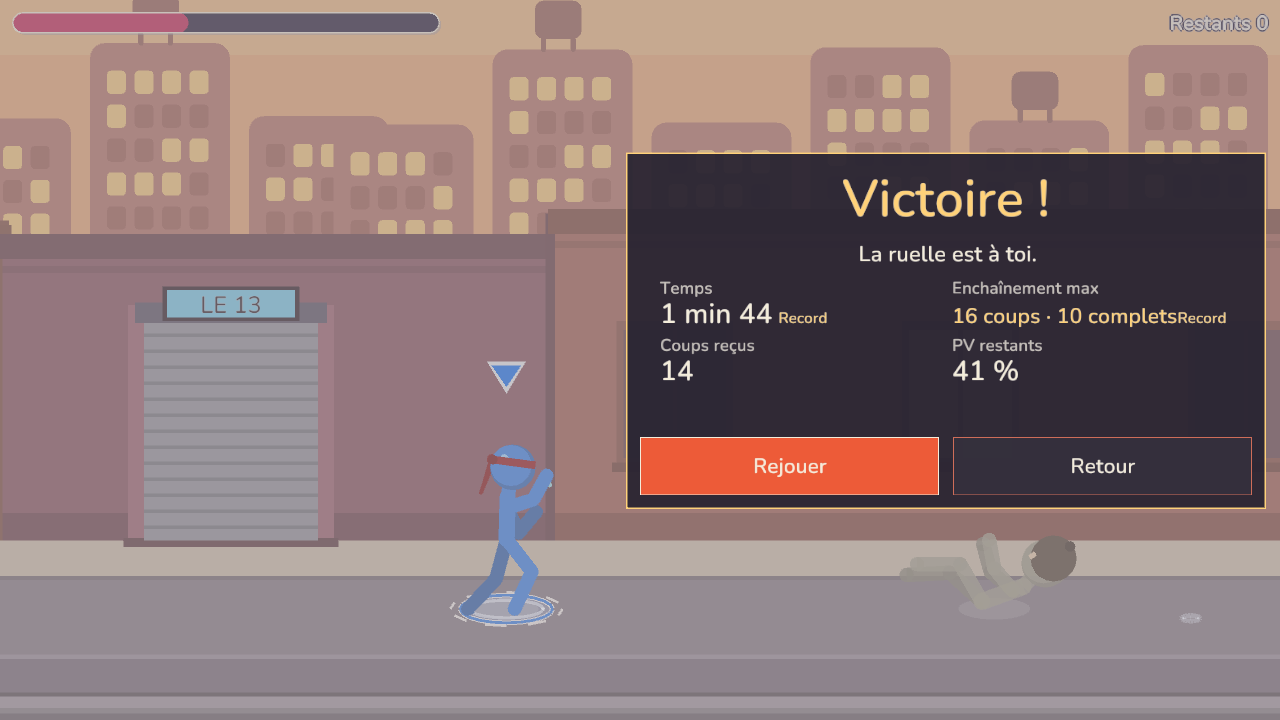 Restants 0
LE 13
Victoire !
La ruelle est à toi.
Temps
1 min 44 Record
Enchaînement max
16 coups · 10 completsRecord
Coups reçus
14
PV restants
41 %
Rejouer
Retour